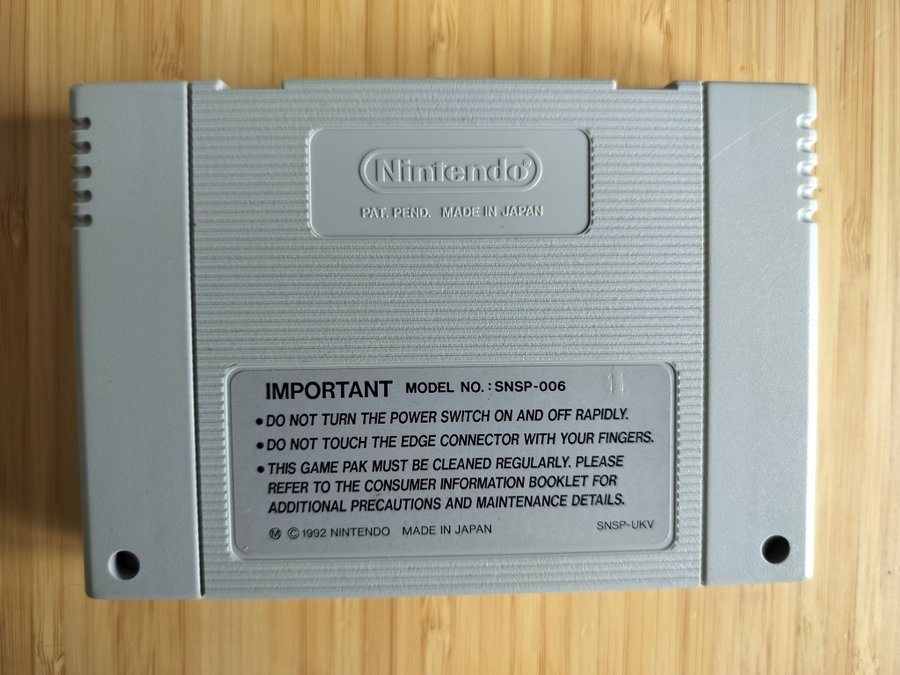 Nintendo®
PAT. PEND. MADE IN JAPAN
IMPORTANT MODEL NO. : SNSP-006 11
•DO NOT TURN THE POWER SWITCH ON AND OFF RAPIDLY.
•DO NOT TOUCH THE EDGE CONNECTOR WITH YOUR FINGERS.
•THIS GAME PAK MUST BE CLEANED REGULARLY. PLEASE
REFER TO THE CONSUMER INFORMATION BOOKLET FOR
ADDITIONAL PRECAUTIONS AND MAINTENANCE DETAILS.
Ⓜ ©1992 NINTENDO MADE IN JAPAN SNSP-UKV